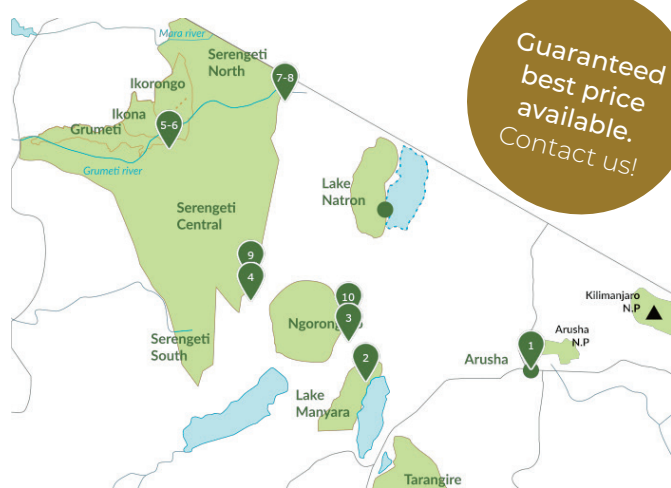 Mara river
Serengeti
North
7-8
Ikorongo
Ikona
Grumeti
5-6
Grumeti river
Guaranteed
best price
available.
Contact us!
Lake
Natron
Serengeti
Central
9
4
10
3
Kilimanjaro
N.P
Arusha
N.P
1
Arusha
2
Serengeti
South
Lake
Manyara
Tarangire